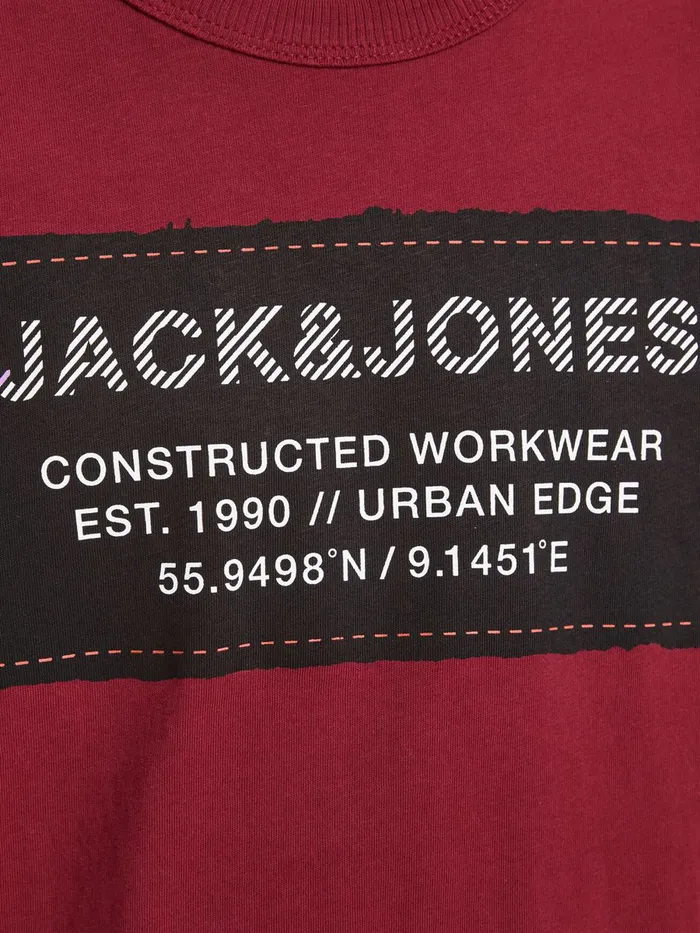 JACK&JONES
CONSTRUCTED WORKWEAR
EST. 1990 // URBAN EDGE
55.9498°N / 9.1451°E